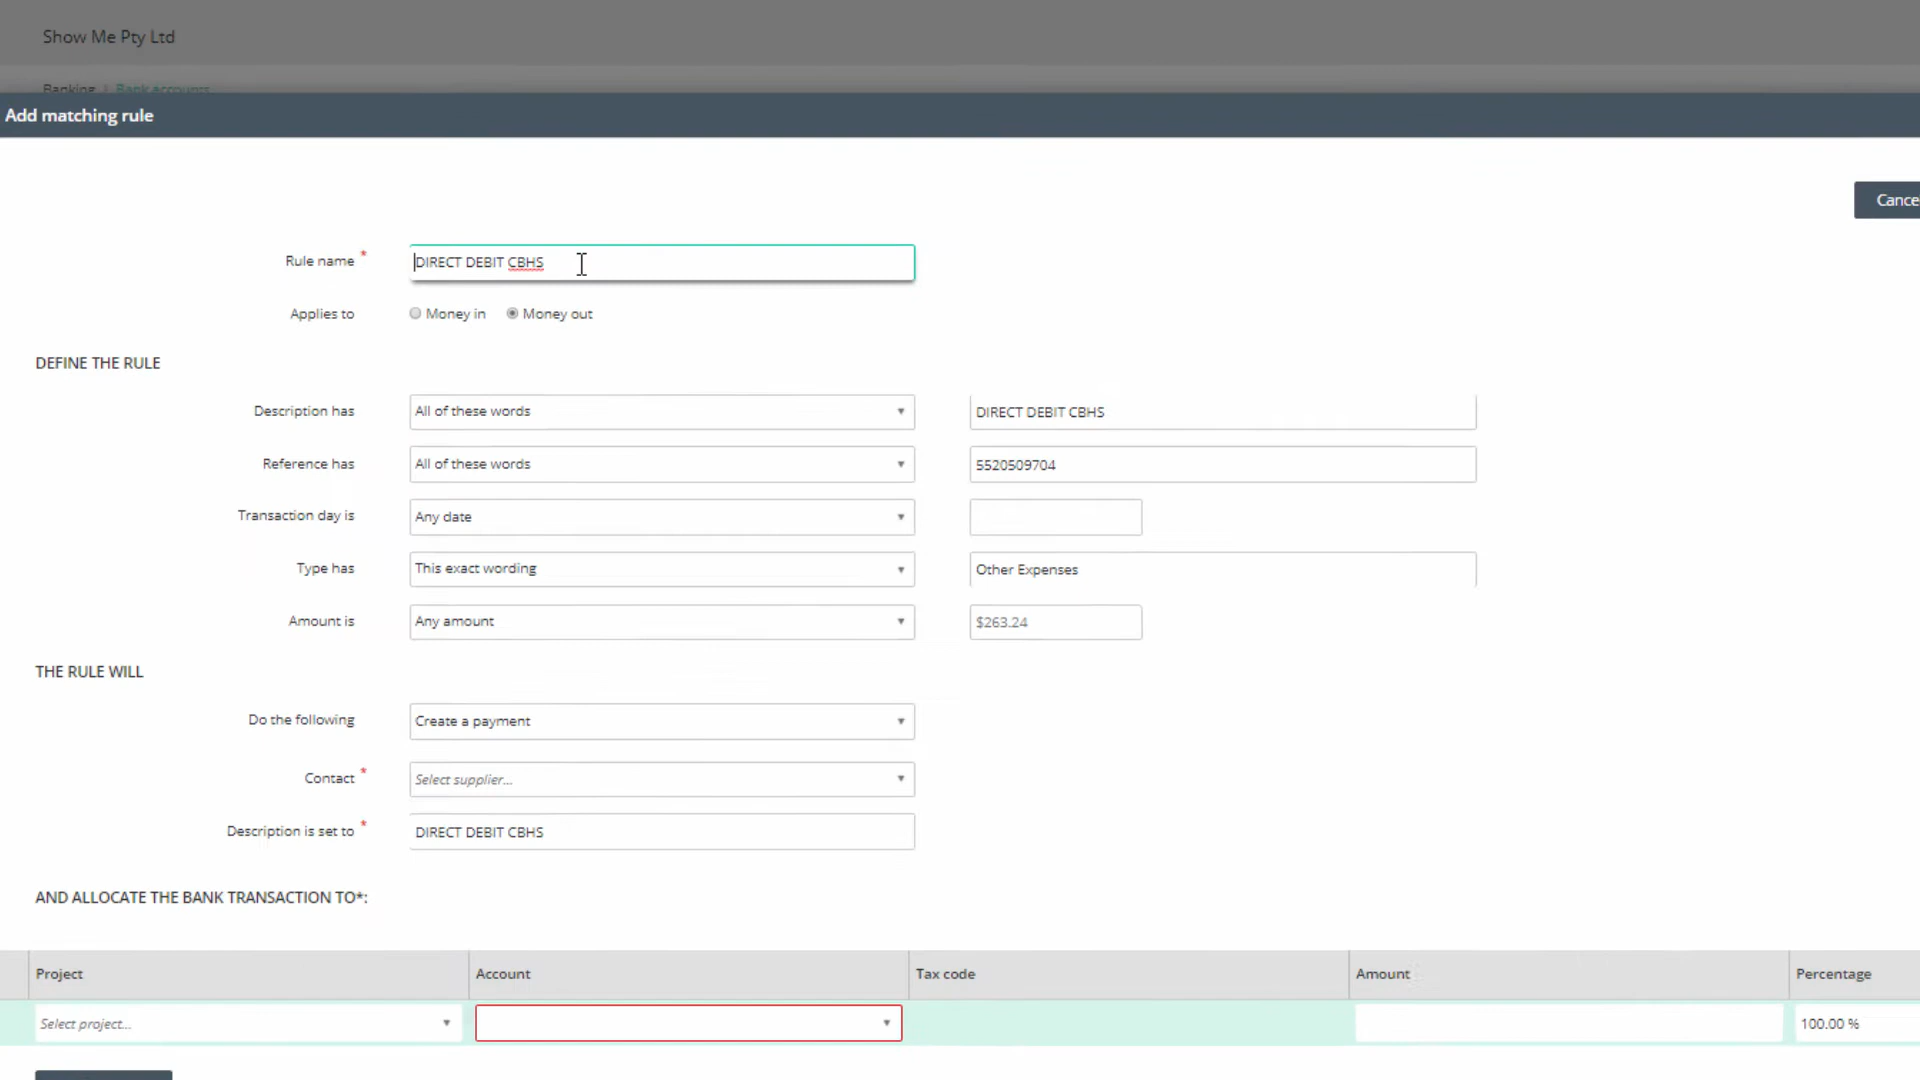 Show Me Pty Ltd
Banking / Bank accounts
Add matching rule
Cance
Rule name * DIRECT DEBIT CBHS
Applies to Money in Money out
DEFINE THE RULE
Description has All of these words DIRECT DEBIT CBHS
Reference has All of these words 5520509704
Transaction day is Any date
Type has This exact wording Other Expenses
Amount is Any amount $263.24
THE RULE WILL
Do the following Create a payment
Contact * Select supplier...
Description is set to * DIRECT DEBIT CBHS
AND ALLOCATE THE BANK TRANSACTION TO*:
Project Account Tax code Amount Percentage
Select project... 100.00 %